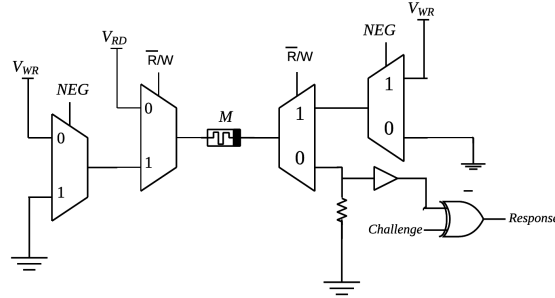 V_WR
NEG
0
1
V_RD
R̅/W
0
1
M
R̅/W
1
0
NEG
V_WR
1
0
Challenge
Response